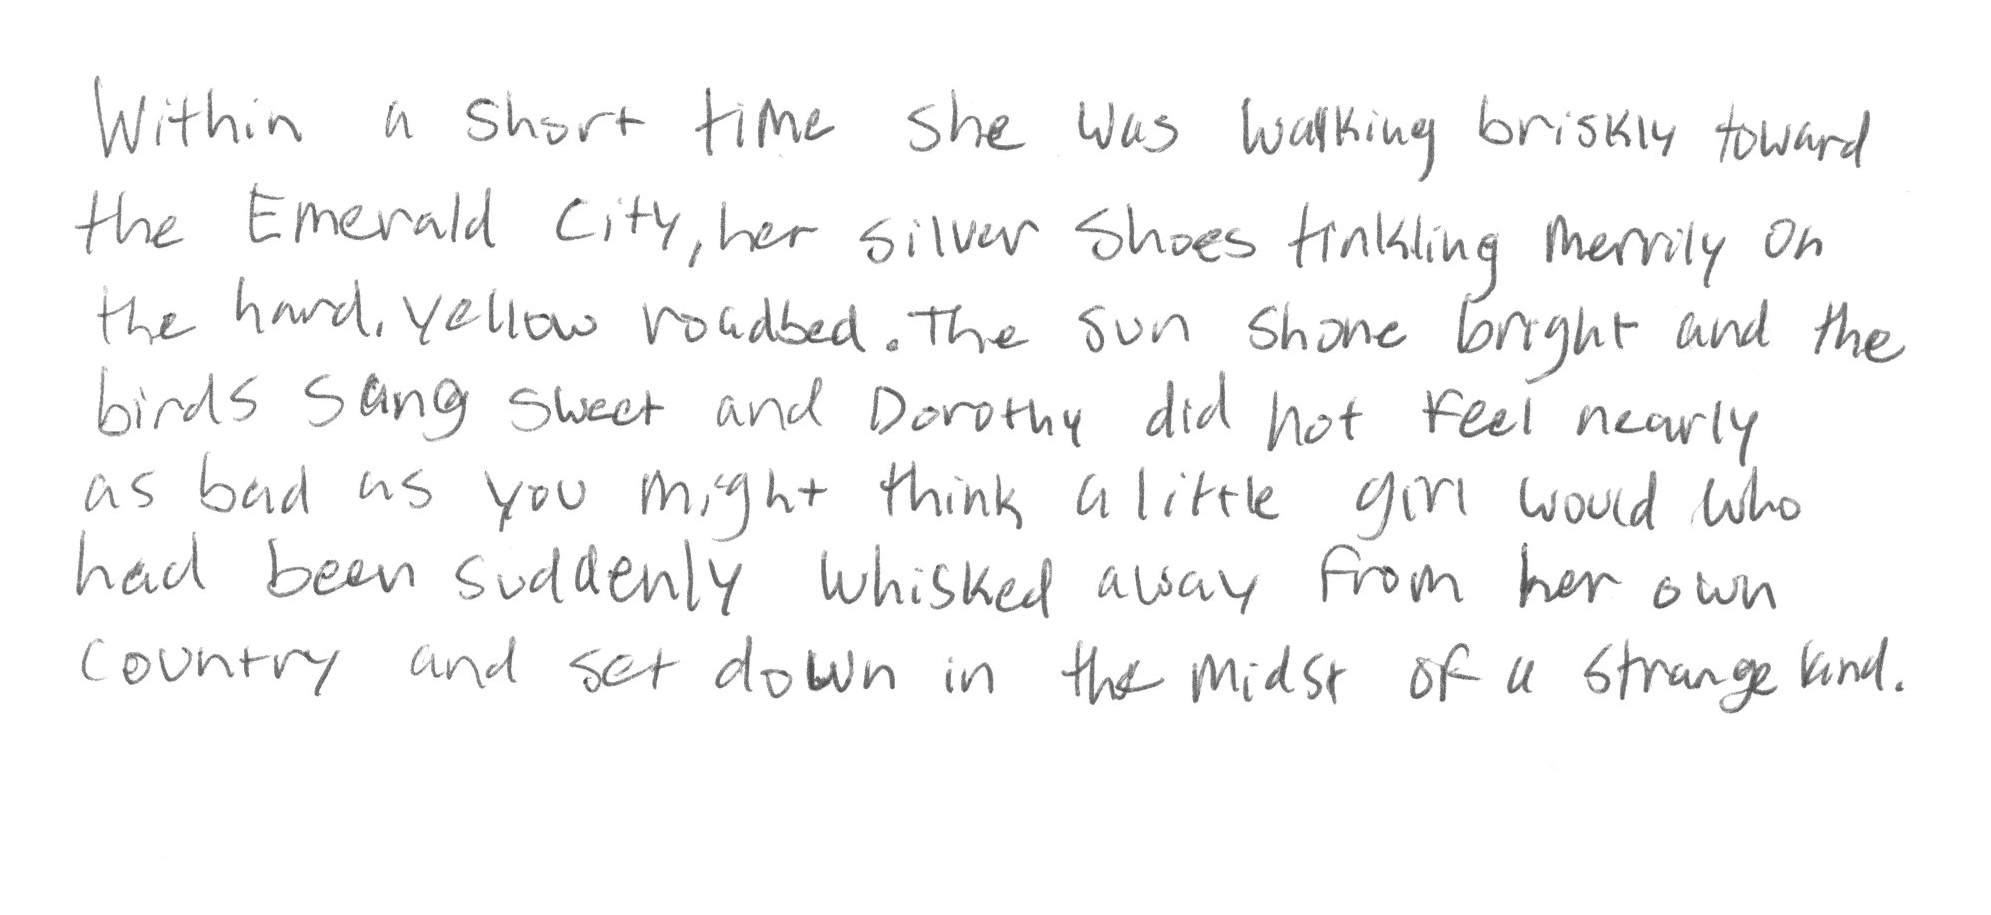 Within a short time she was walking briskly toward
the Emerald City, her silver shoes tinkling merrily on
the hard, yellow roadbed. The sun shone bright and the
birds sang sweet and Dorothy did not feel nearly
as bad as you might think a little girl would who
had been suddenly whisked away from her own
country and set down in the midst of a strange land.